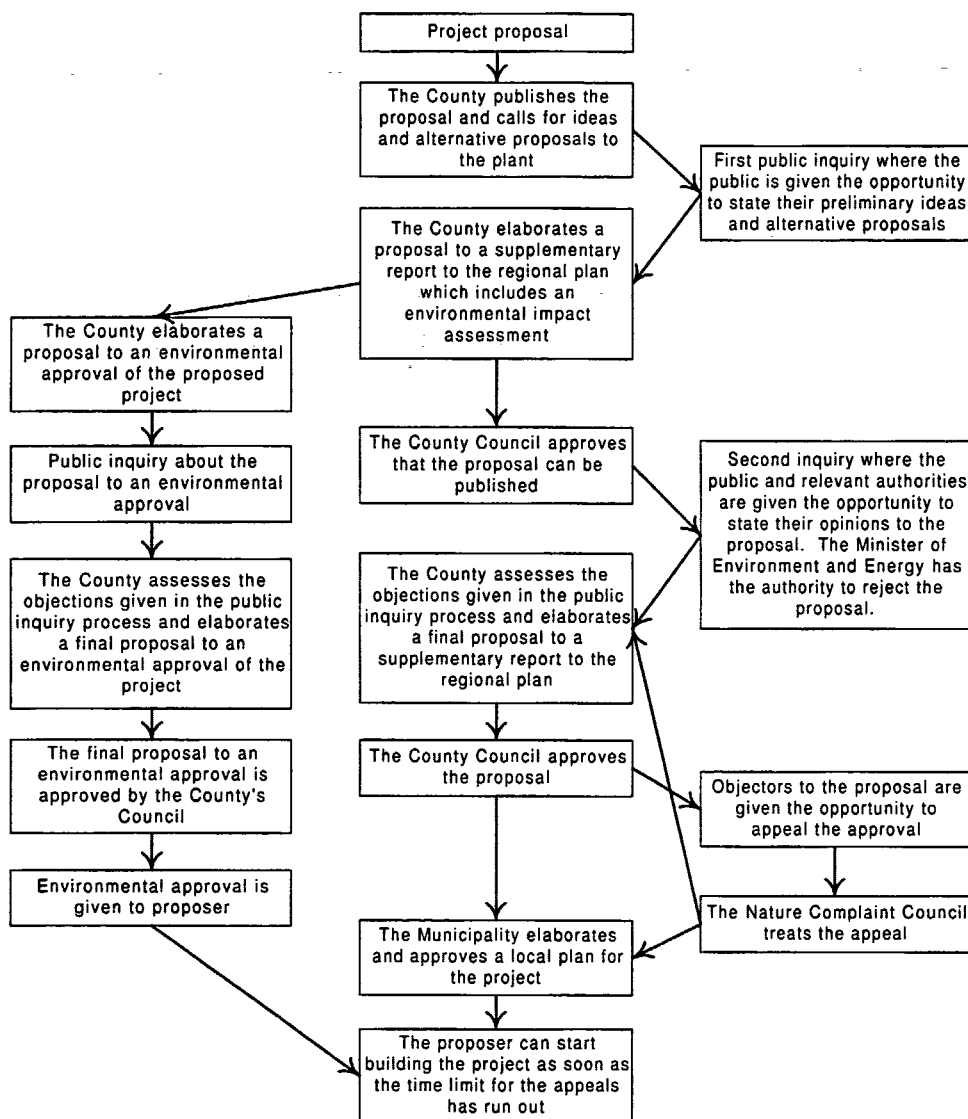 Project proposal
The County publishes the
proposal and calls for ideas
and alternative proposals to
the plant
First public inquiry where the
public is given the opportunity
to state their preliminary ideas
and alternative proposals
The County elaborates a
proposal to a supplementary
report to the regional plan
which includes an
environmental impact
assessment
The County elaborates a
proposal to an environmental
approval of the proposed
project
The County Council approves
that the proposal can be
published
Public inquiry about the
proposal to an environmental
approval
Second inquiry where the
public and relevant authorities
are given the opportunity to
state their opinions to the
proposal. The Minister of
Environment and Energy has
the authority to reject the
proposal.
The County assesses the
objections given in the public
inquiry process and elaborates
a final proposal to an
environmental approval of the
project
The County assesses the
objections given in the public
inquiry process and elaborates
a final proposal to a
supplementary report to the
regional plan
The final proposal to an
environmental approval is
approved by the County's
Council
The County Council approves
the proposal
Objectors to the proposal are
given the opportunity to
appeal the approval
Environmental approval is
given to proposer
The Nature Complaint Council
treats the appeal
The Municipality elaborates
and approves a local plan for
the project
The proposer can start
building the project as soon as
the time limit for the appeals
has run out